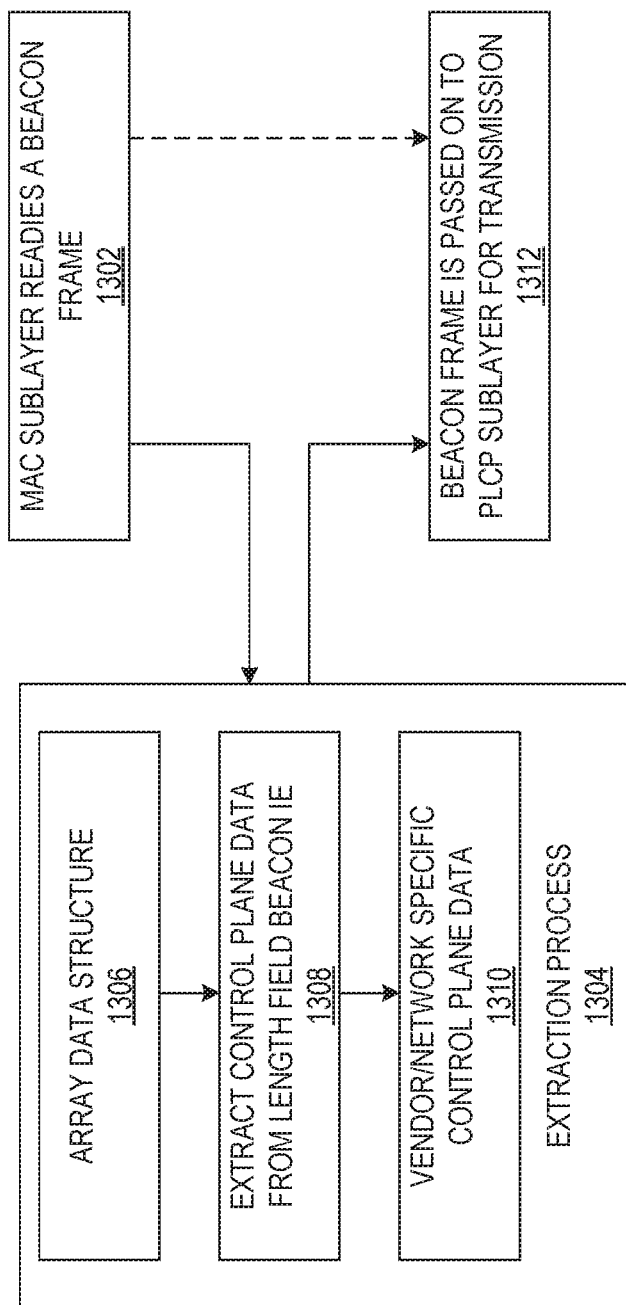 MAC SUBLAYER READIES A BEACON
FRAME
1302
BEACON FRAME IS PASSED ON TO
PLCP SUBLAYER FOR TRANSMISSION
1312
ARRAY DATA STRUCTURE
1306
EXTRACT CONTROL PLANE DATA
FROM LENGTH FIELD BEACON IE
1308
VENDOR/NETWORK SPECIFIC
CONTROL PLANE DATA
1310
EXTRACTION PROCESS
1304